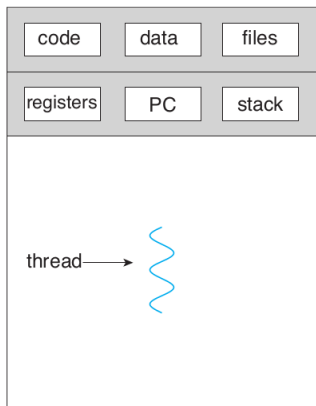 code data files
registers PC stack
thread